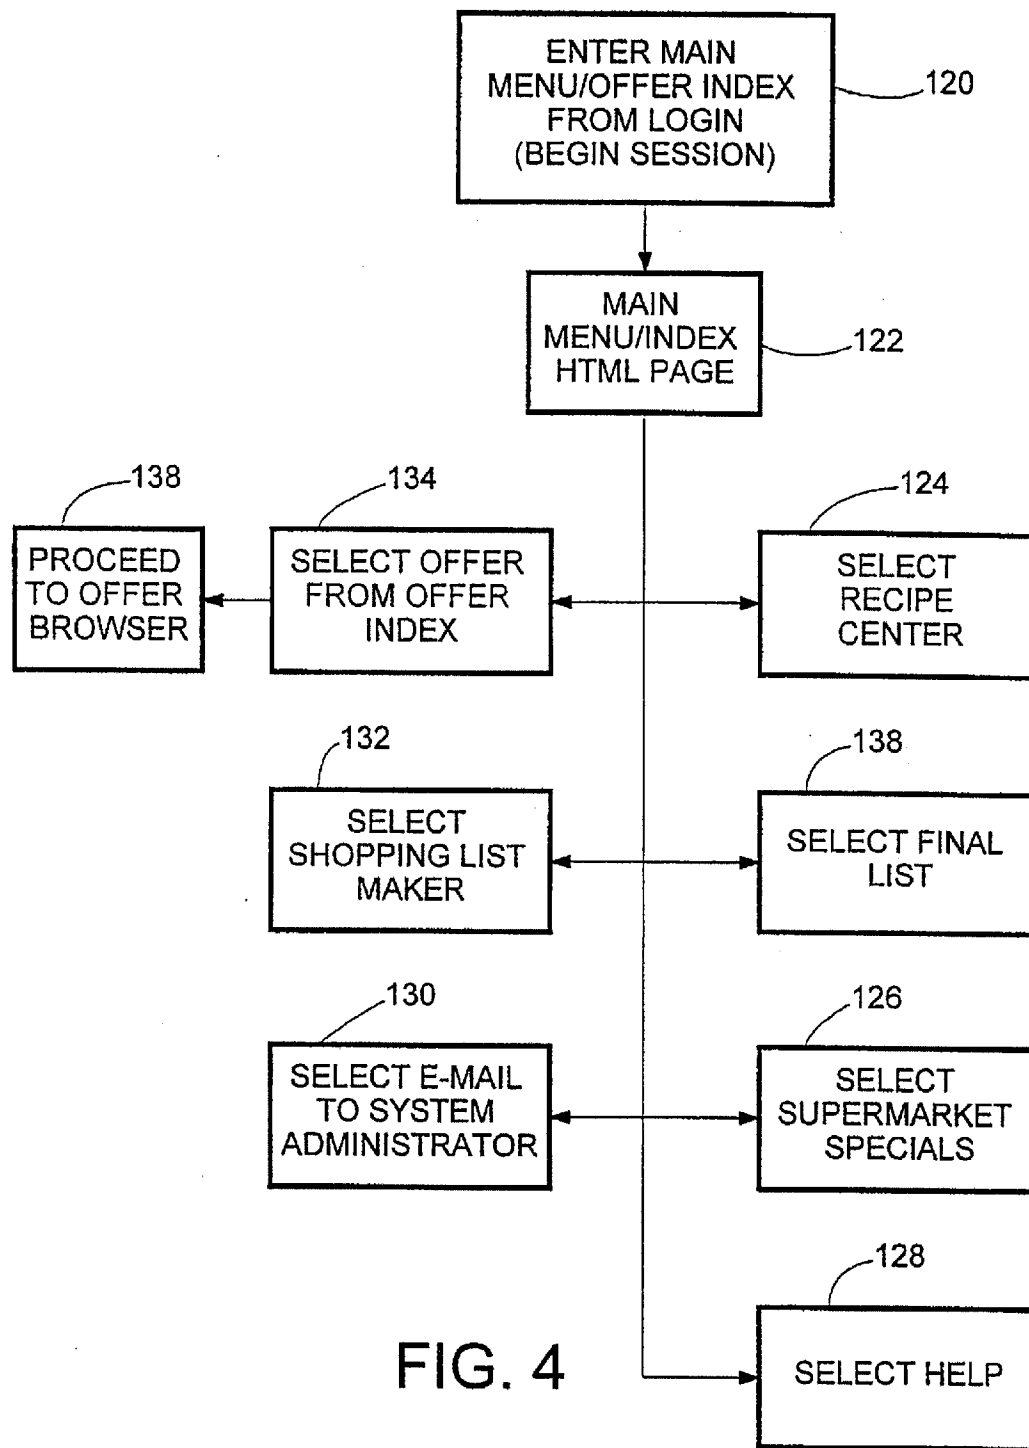 ENTER MAIN
MENU/OFFER INDEX
FROM LOGIN
(BEGIN SESSION)
120
MAIN
MENU/INDEX
HTML PAGE
122
138
PROCEED
TO OFFER
BROWSER
134
SELECT OFFER
FROM OFFER
INDEX
124
SELECT
RECIPE
CENTER
132
SELECT
SHOPPING LIST
MAKER
138
SELECT FINAL
LIST
130
SELECT E-MAIL
TO SYSTEM
ADMINISTRATOR
126
SELECT
SUPERMARKET
SPECIALS
128
SELECT HELP
FIG. 4